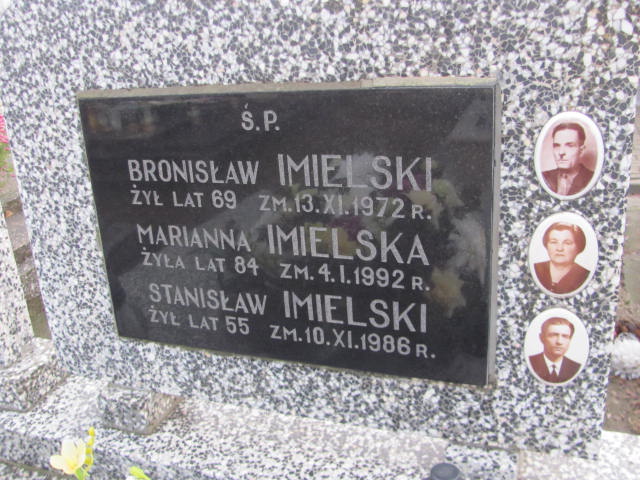 Ś.P.
BRONISŁAW IMIELSKI
ŻYŁ LAT 69 ZM. 13.XI.1972 R.
MARIANNA IMIELSKA
ŻYŁA LAT 84 ZM. 4.I.1992 R.
STANISŁAW IMIELSKI
ŻYŁ LAT 55 ZM. 10.XI.1986 R.